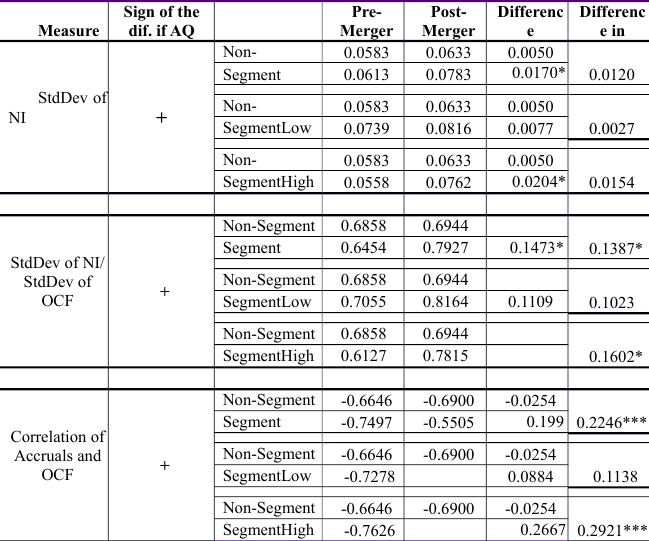 Measure Sign of the dif. if AQ Pre-Merger Post-Merger Differenc e Differenc e in
StdDev of NI +
Non- 0.0583 0.0633 0.0050
Segment 0.0613 0.0783 0.0170* 0.0120
Non- 0.0583 0.0633 0.0050
SegmentLow 0.0739 0.0816 0.0077 0.0027
Non- 0.0583 0.0633 0.0050
SegmentHigh 0.0558 0.0762 0.0204* 0.0154
StdDev of NI/ StdDev of OCF +
Non-Segment 0.6858 0.6944
Segment 0.6454 0.7927 0.1473* 0.1387*
Non-Segment 0.6858 0.6944
SegmentLow 0.7055 0.8164 0.1109 0.1023
Non-Segment 0.6858 0.6944
SegmentHigh 0.6127 0.7815 0.1602*
Correlation of Accruals and OCF +
Non-Segment -0.6646 -0.6900 -0.0254
Segment -0.7497 -0.5505 0.199 0.2246***
Non-Segment -0.6646 -0.6900 -0.0254
SegmentLow -0.7278 0.0884 0.1138
Non-Segment -0.6646 -0.6900 -0.0254
SegmentHigh -0.7626 0.2667 0.2921***